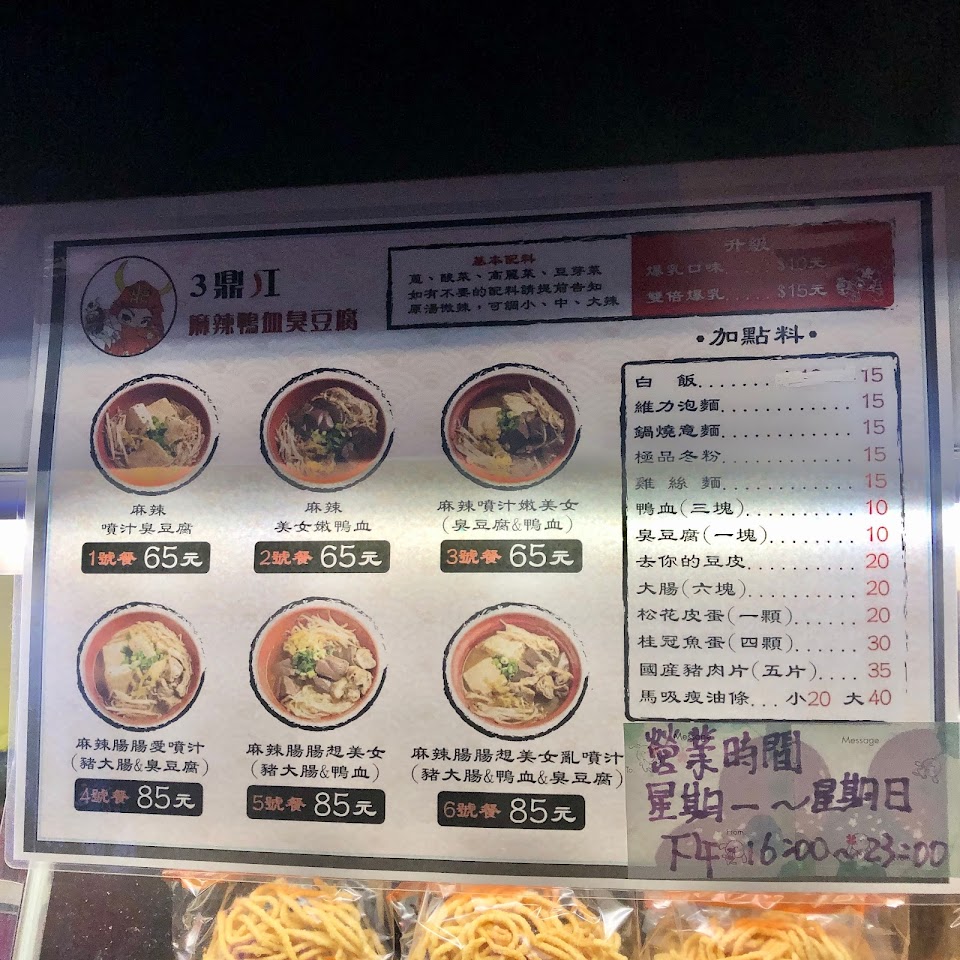 3鼎江
麻辣鴨血臭豆腐
基本配料
蔥、酸菜、高麗菜、豆芽菜
如有不要的配料請提前告知
原湯微辣,可調小、中、大辣
升級
爆乳口味 $10元
雙倍爆乳.....$15元
•加點料•
白 飯........ 15
維力泡麵............ 15
鍋燒意麵............ 15
極品冬粉............ 15
雞絲麵............ 15
鴨血(三塊).......... 10
臭豆腐(一塊)........ 10
去你的豆皮.......... 20
大腸(六塊).......... 20
松花皮蛋(一顆)...... 20
桂冠魚蛋(四顆)...... 30
國産豬肉片(五片).... 35
馬吸瘦油條... 小20 大40
麻辣
噴汁臭豆腐
1號餐 65元
麻辣
美女嫩鴨血
2號餐 65元
麻辣噴汁嫩美女
(臭豆腐&鴨血)
3號餐 65元
麻辣腸腸愛噴汁
(豬大腸&臭豆腐)
4號餐 85元
麻辣腸腸想美女
(豬大腸&鴨血)
5號餐 85元
麻辣腸腸想美女亂噴汁
(豬大腸&鴨血&臭豆腐)
6號餐 85元
Message
營業時間
星期一～星期日
下午16:00～23:00